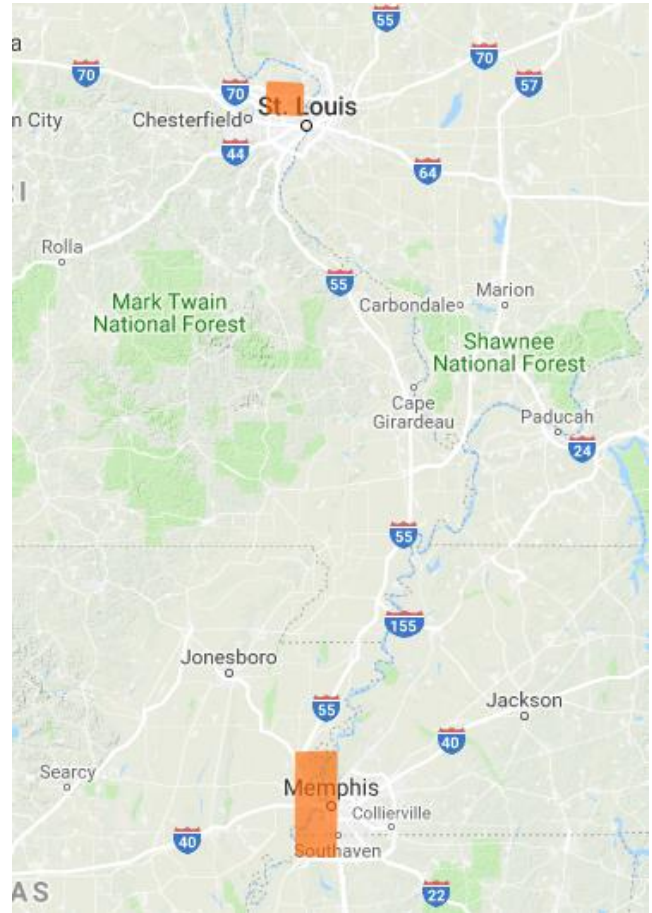 55
a
70
70
57
70
St. Louis
n City
Chesterfield
44
64
I
Rolla
55
Mark Twain
National Forest
Carbondale
Marion
Shawnee
National Forest
Cape
Girardeau
Paducah
24
55
155
Jonesboro
55
Jackson
40
Searcy
Memphis
Collierville
40
Southaven
AS
22